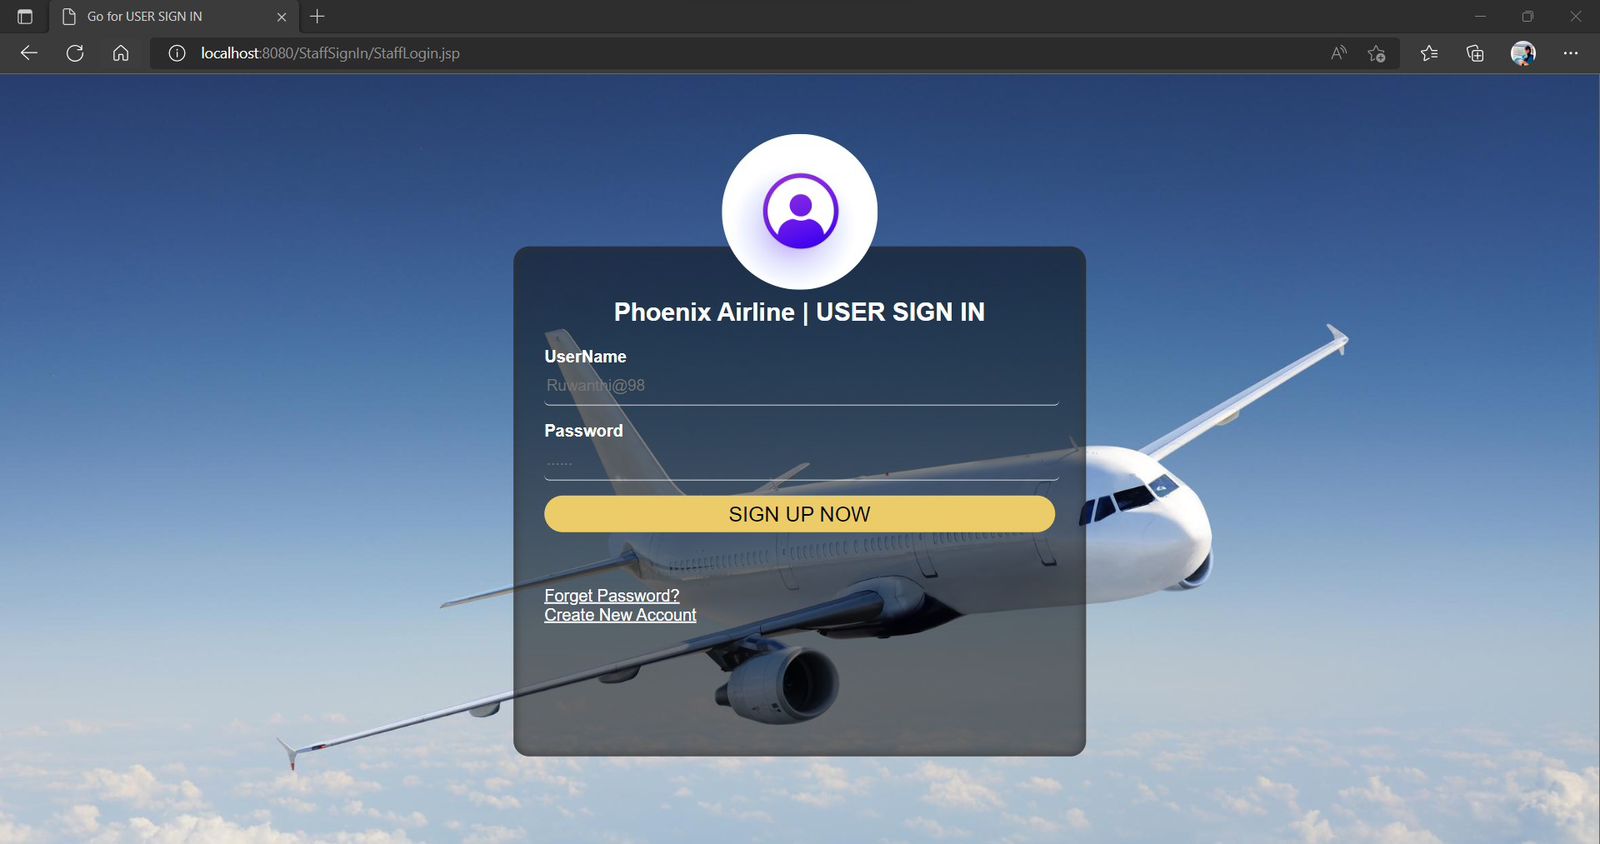 Go for USER SIGN IN
localhost:8080/StaffSignIn/StaffLogin.jsp
Phoenix Airline | USER SIGN IN
UserName
Ruwanthi@98
Password
······
SIGN UP NOW
Forget Password?
Create New Account